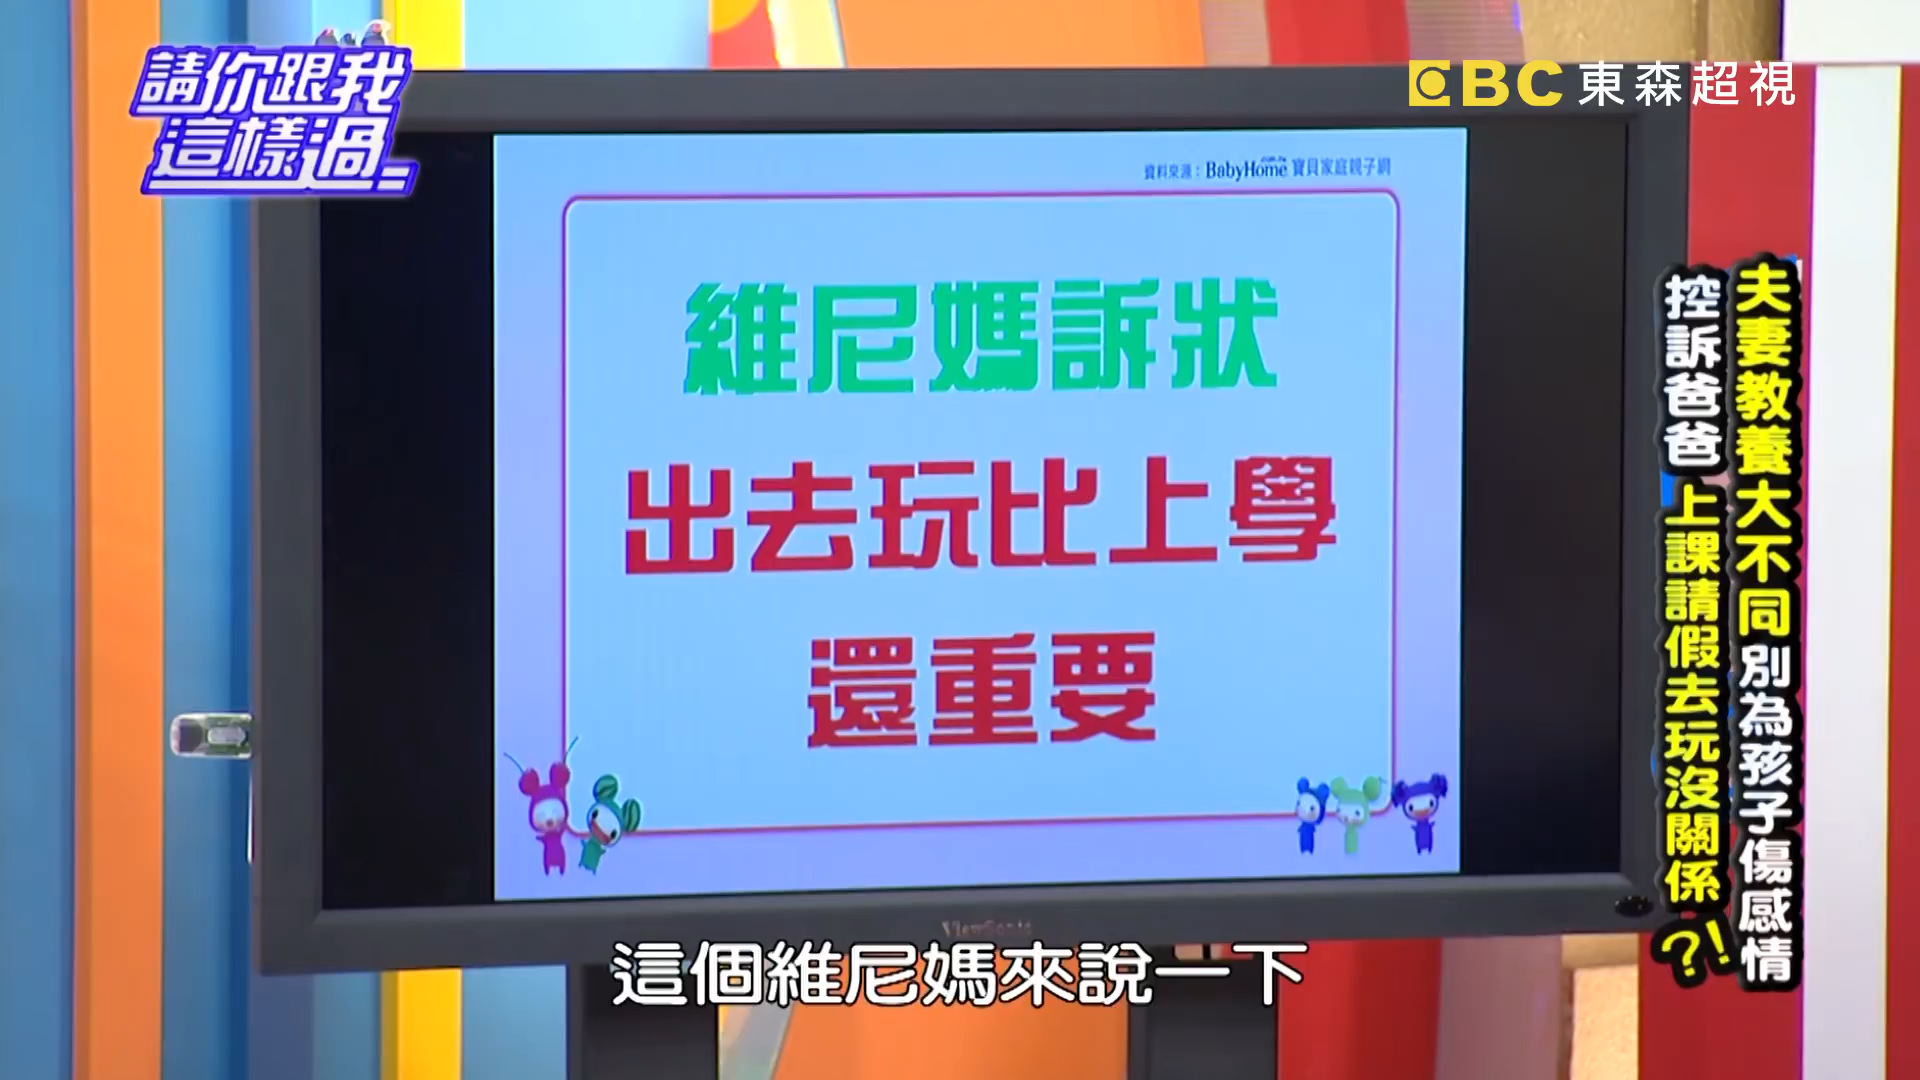 請你跟我
這樣過
EBC 東森超視
資料來源：BabyHome 寶貝家庭親子網
維尼媽訴狀
出去玩比上學
還重要
夫妻教養大不同 別為孩子傷感情
控訴爸爸 上課請假去玩沒關係?!
ViewSonic
這個維尼媽來說一下